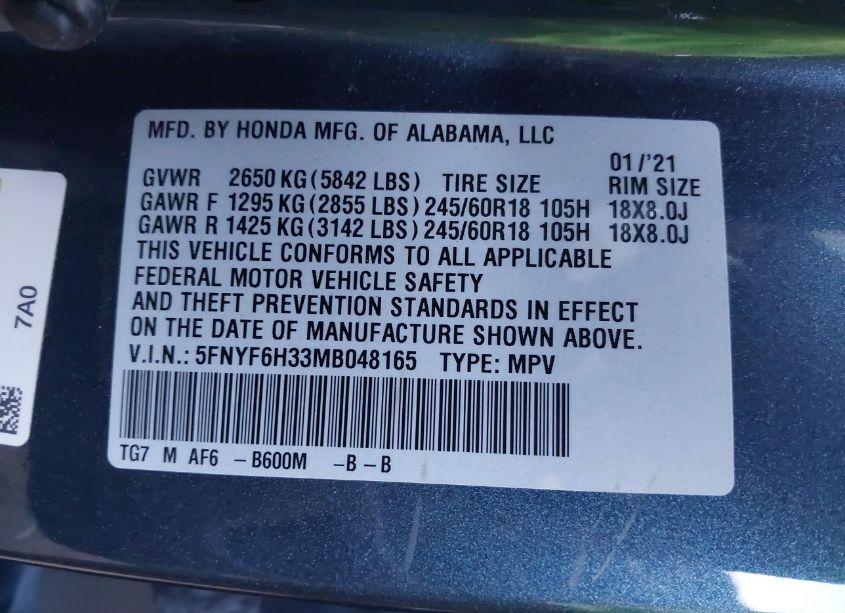 MFD. BY HONDA MFG. OF ALABAMA, LLC
01/'21
GVWR 2650 KG (5842 LBS) TIRE SIZE RIM SIZE
GAWR F 1295 KG (2855 LBS) 245/60R18 105H 18X8.0J
GAWR R 1425 KG (3142 LBS) 245/60R18 105H 18X8.0J
THIS VEHICLE CONFORMS TO ALL APPLICABLE
FEDERAL MOTOR VEHICLE SAFETY
AND THEFT PREVENTION STANDARDS IN EFFECT
ON THE DATE OF MANUFACTURE SHOWN ABOVE.
V.I.N.: 5FNYF6H33MB048165 TYPE: MPV
TG7 M AF6 -B600M -B-B
7A0